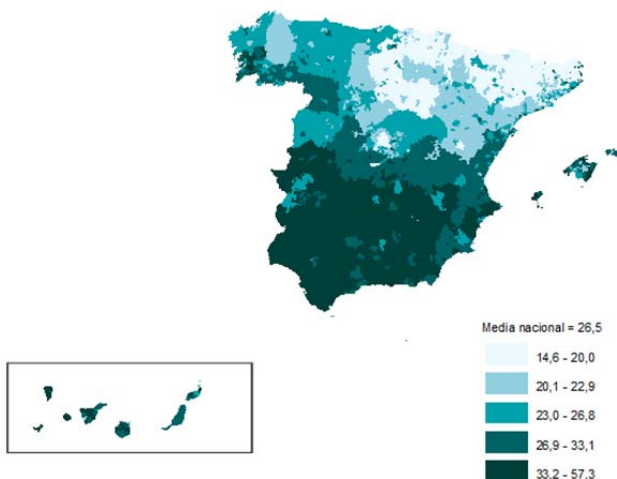 Media nacional = 26,5
14,6 - 20,0
20,1 - 22,9
23,0 - 26,8
26,9 - 33,1
33,2 - 57,3